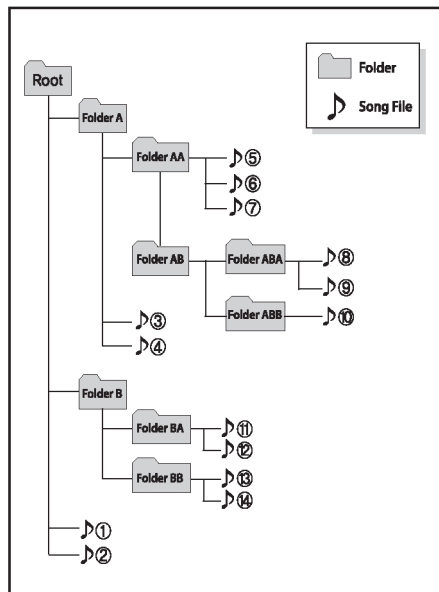 Root
Folder
Song File
Folder A
Folder AA
♪⑤
♪⑥
♪⑦
Folder AB
Folder ABA
♪⑧
♪⑨
Folder ABB
♪⑩
♪③
♪④
Folder B
Folder BA
♪⑪
♪⑫
Folder BB
♪⑬
♪⑭
♪①
♪②